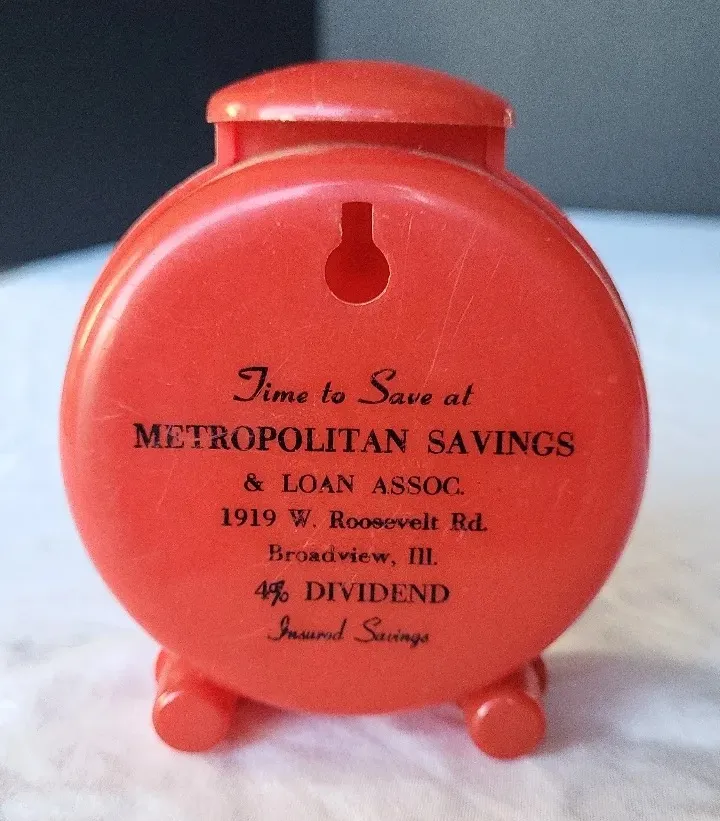 Time to Save at
METROPOLITAN SAVINGS
& LOAN ASSOC.
1919 W. Roosevelt Rd.
Broadview, Ill.
4% DIVIDEND
Insured Savings